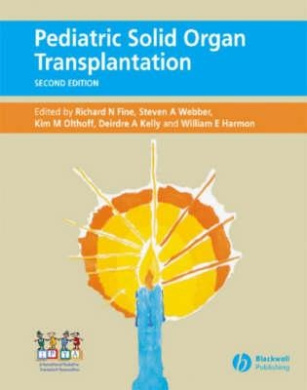 Pediatric Solid Organ
Transplantation
SECOND EDITION
Edited by Richard N Fine, Steven A Webber,
Kim M Olthoff, Deirdre A Kelly and William E Harmon
IPTA
Blackwell
Publishing